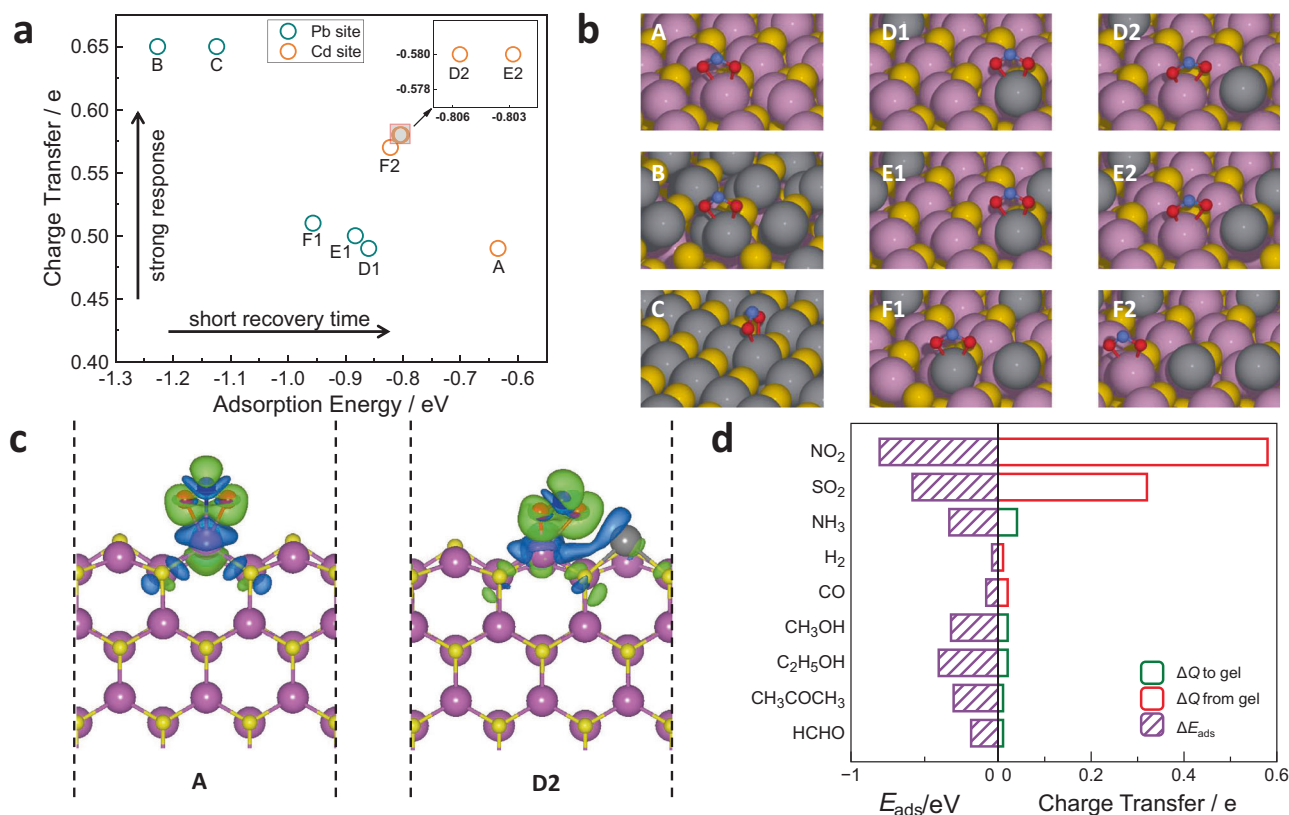 a
Pb site
Cd site
B
C
D2
E2
-0.580
-0.578
-0.806
-0.803
F2
F1
E1
D1
A
strong response
short recovery time
0.65
0.60
0.55
0.50
0.45
0.40
-1.3 -1.2 -1.1 -1.0 -0.9 -0.8 -0.7 -0.6
Charge Transfer / e
Adsorption Energy / eV
b
A
D1
D2
B
E1
E2
C
F1
F2
c
A
D2
d
NO₂
SO₂
NH₃
H₂
CO
CH₃OH
C₂H₅OH
CH₃COCH₃
HCHO
ΔQ to gel
ΔQ from gel
ΔE_ads
−1 0 0 0.2 0.4 0.6
E_ads/eV
Charge Transfer / e